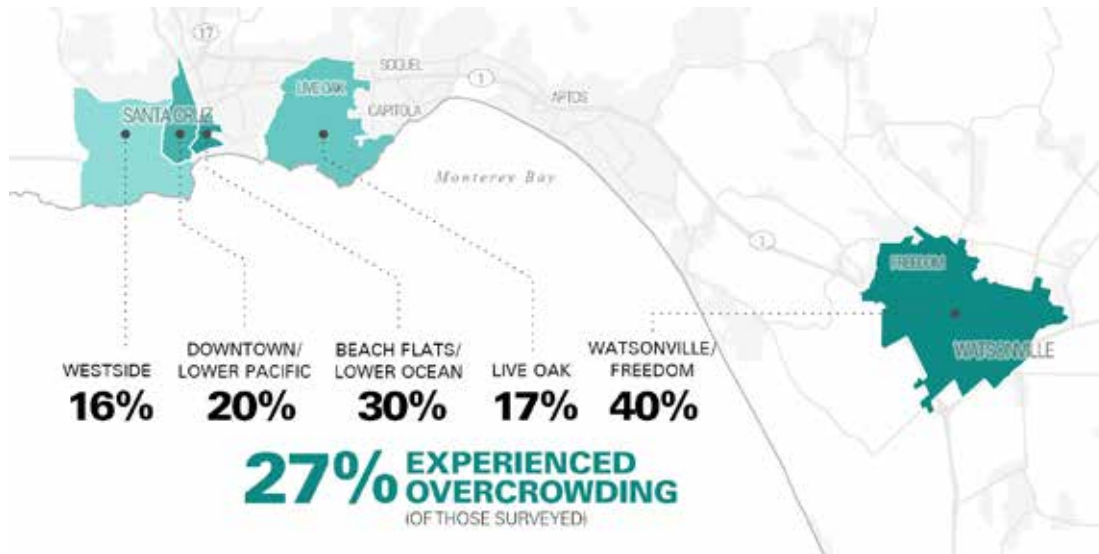 17
SOQUEL
LIVE OAK
1
SANTA CRUZ
CAPITOLA
APTOS
Monterey Bay
1
FREEDOM
WATSONVILLE
WESTSIDE
16%
DOWNTOWN/
LOWER PACIFIC
20%
BEACH FLATS/
LOWER OCEAN
30%
LIVE OAK
17%
WATSONVILLE/
FREEDOM
40%
27% EXPERIENCED
OVERCROWDING
(OF THOSE SURVEYED)